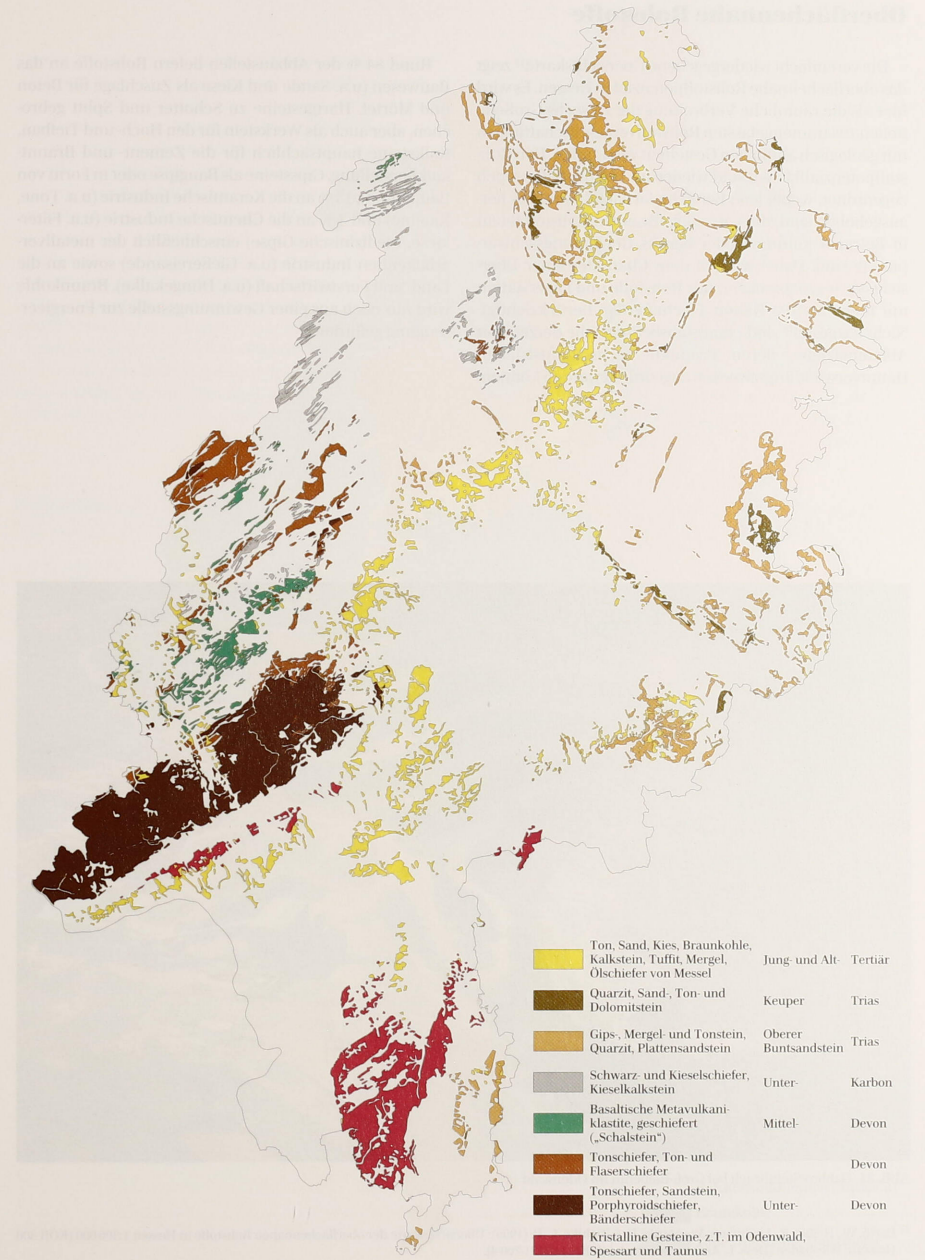 Ton, Sand, Kies, Braunkohle,
Kalkstein, Tuffit, Mergel, Jung- und Alt- Tertiär
Ölschiefer von Messel
Quarzit, Sand-, Ton- und Keuper Trias
Dolomitstein
Gips-, Mergel- und Tonstein, Oberer
Quarzit, Plattensandstein Buntsandstein Trias
Schwarz- und Kieselschiefer, Unter- Karbon
Kieselkalkstein
Basaltische Metavulkani-
klastite, geschiefert Mittel- Devon
(„Schalstein“)
Tonschiefer, Ton- und Devon
Flaserschiefer
Tonschiefer, Sandstein,
Porphyroidschiefer, Unter- Devon
Bänderschiefer
Kristalline Gesteine, z.T. im Odenwald,
Spessart und Taunus